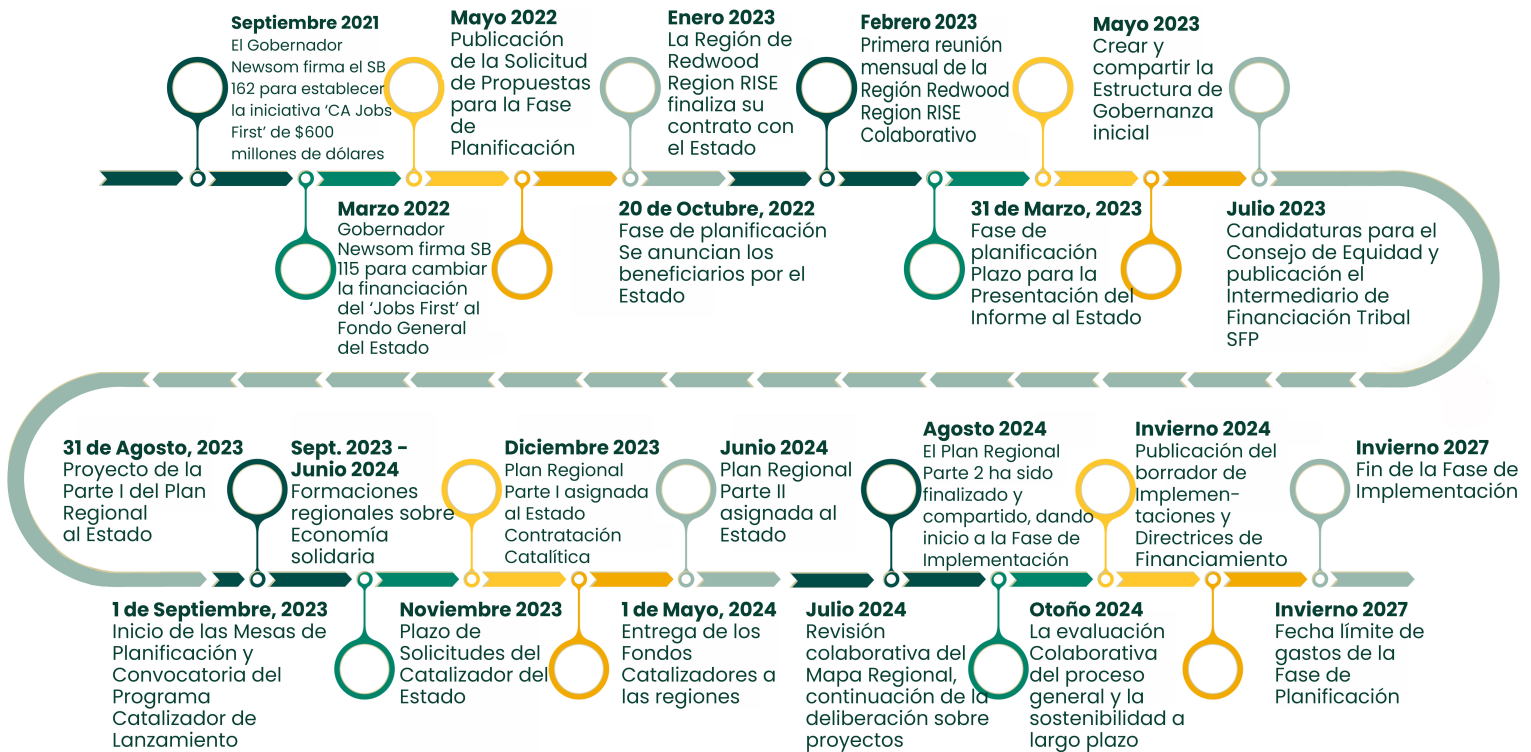 Septiembre 2021
El Gobernador
Newsom firma el SB
162 para establecer
la iniciativa ‘CA Jobs
First’ de $600
millones de dólares
Marzo 2022
Gobernador
Newsom firma SB
115 para cambiar
la financiación
del ‘Jobs First’ al
Fondo General
del Estado
Mayo 2022
Publicación
de la Solicitud
de Propuestas
para la Fase
de
Planificación
20 de Octubre, 2022
Fase de planificación
Se anuncian los
beneficiarios por el
Estado
Enero 2023
La Región de
Redwood
Region RISE
finaliza su
contrato con
el Estado
Febrero 2023
Primera reunión
mensual de la
Región Redwood
Region RISE
Colaborativo
31 de Marzo, 2023
Fase de
planificación
Plazo para la
Presentación del
Informe al Estado
Mayo 2023
Crear y
compartir la
Estructura de
Gobernanza
inicial
Julio 2023
Candidaturas para el
Consejo de Equidad y
publicación el
Intermediario de
Financiación Tribal
SFP
31 de Agosto, 2023
Proyecto de la
Parte I del Plan
Regional
al Estado
1 de Septiembre, 2023
Inicio de las Mesas de
Planificación y
Convocatoria del
Programa
Catalizador de
Lanzamiento
Sept. 2023 -
Junio 2024
Formaciones
regionales sobre
Economía
solidaria
Noviembre 2023
Plazo de
Solicitudes del
Catalizador del
Estado
Diciembre 2023
Plan Regional
Parte I asignada
al Estado
Contratación
Catalítica
1 de Mayo, 2024
Entrega de los
Fondos
Catalizadores a
las regiones
Junio 2024
Plan Regional
Parte II
asignada al
Estado
Julio 2024
Revisión
colaborativa del
Mapa Regional,
continuación de la
deliberación sobre
proyectos
Agosto 2024
El Plan Regional
Parte 2 ha sido
finalizado y
compartido, dando
inicio a la Fase de
Implementación
Otoño 2024
La evaluación
Colaborativa
del proceso
general y la
sostenibilidad a
largo plazo
Invierno 2024
Publicación del
borrador de
Implemen-
taciones y
Directrices de
Financiamiento
Invierno 2027
Fecha límite de
gastos de la
Fase de
Planificación
Invierno 2027
Fin de la Fase de
Implementación